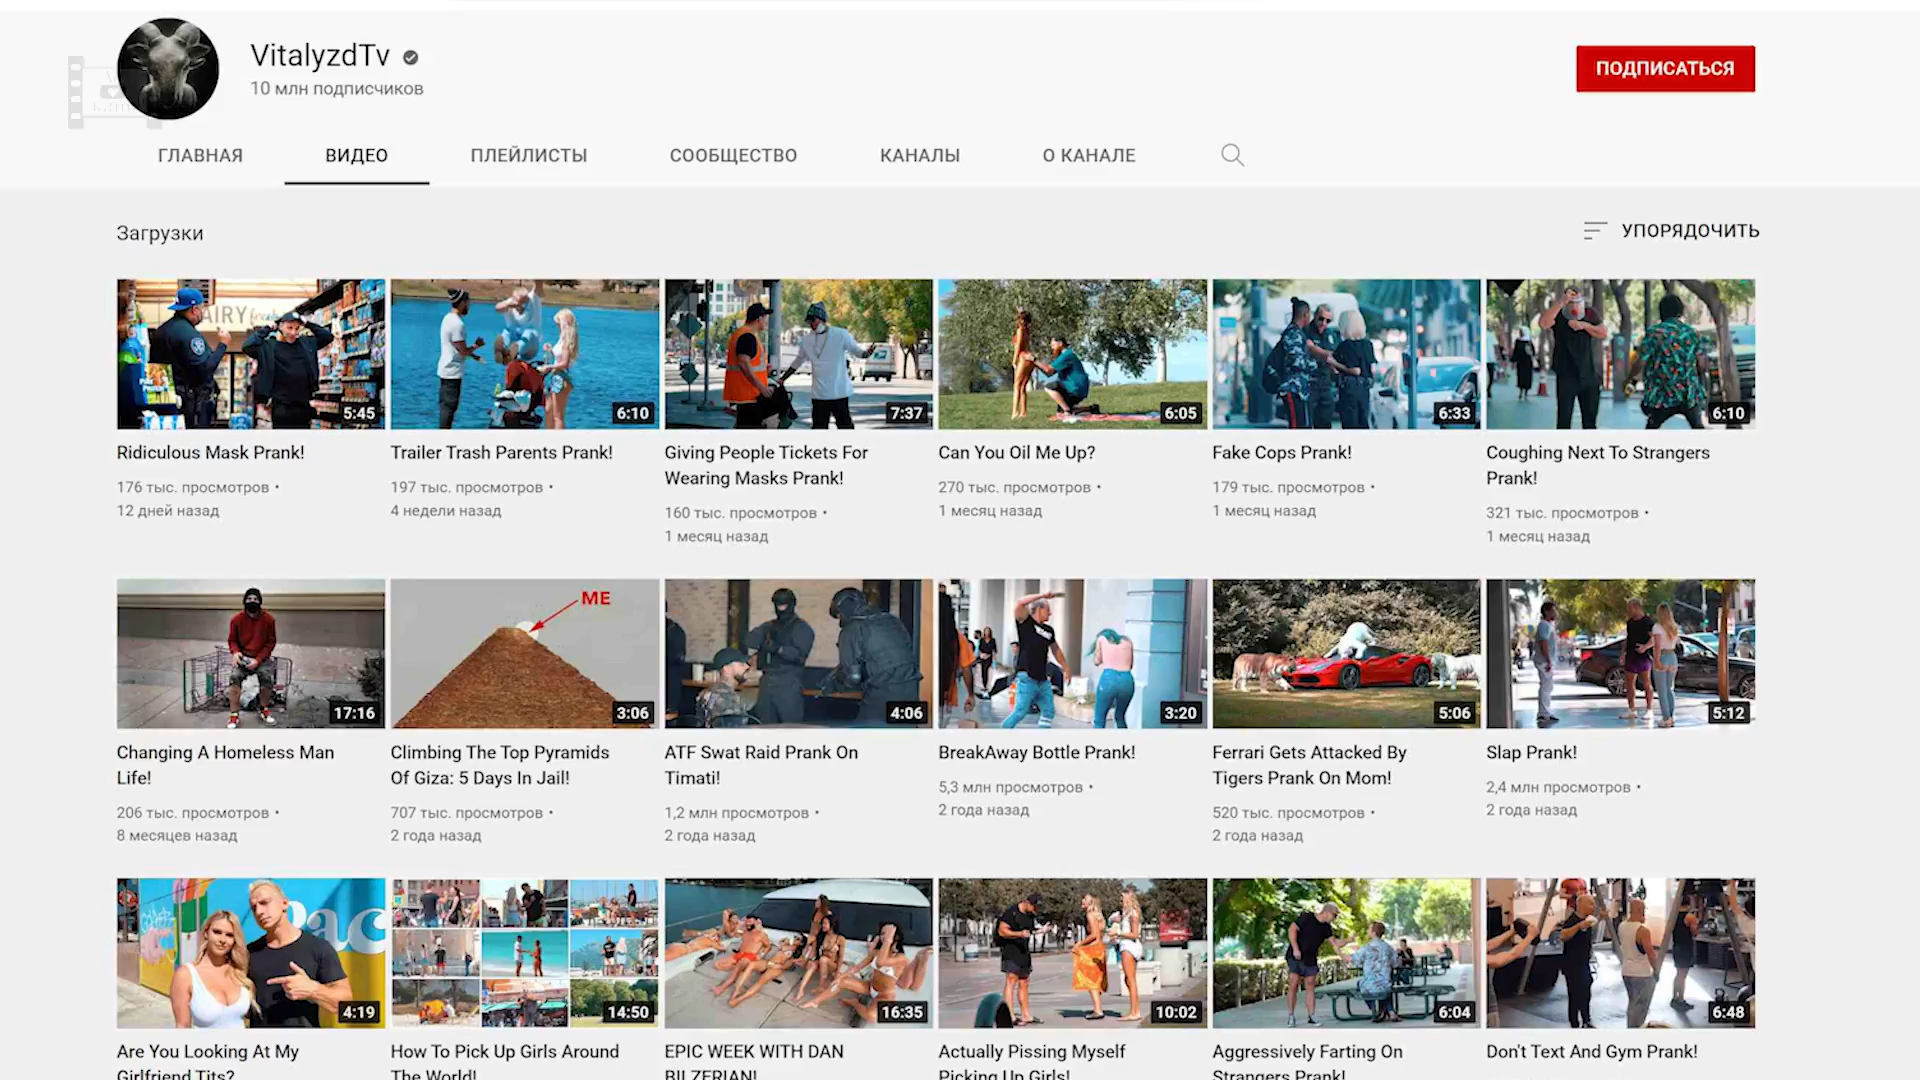 VitalyzdTv
10 млн подписчиков
ПОДПИСАТЬСЯ
ГЛАВНАЯ
ВИДЕО
ПЛЕЙЛИСТЫ
СООБЩЕСТВО
КАНАЛЫ
О КАНАЛЕ
Загрузки
УПОРЯДОЧИТЬ
5:45
6:10
7:37
6:05
6:33
6:10
Ridiculous Mask Prank!
176 тыс. просмотров •
12 дней назад
Trailer Trash Parents Prank!
197 тыс. просмотров •
4 недели назад
Giving People Tickets For
Wearing Masks Prank!
160 тыс. просмотров •
1 месяц назад
Can You Oil Me Up?
270 тыс. просмотров •
1 месяц назад
Fake Cops Prank!
179 тыс. просмотров •
1 месяц назад
Coughing Next To Strangers
Prank!
321 тыс. просмотров •
1 месяц назад
17:16
ME
3:06
4:06
3:20
5:06
5:12
Changing A Homeless Man
Life!
206 тыс. просмотров •
8 месяцев назад
Climbing The Top Pyramids
Of Giza: 5 Days In Jail!
707 тыс. просмотров •
2 года назад
ATF Swat Raid Prank On
Timati!
1,2 млн просмотров •
2 года назад
BreakAway Bottle Prank!
5,3 млн просмотров •
2 года назад
Ferrari Gets Attacked By
Tigers Prank On Mom!
520 тыс. просмотров •
2 года назад
Slap Prank!
2,4 млн просмотров •
2 года назад
4:19
14:50
16:35
10:02
6:04
6:48
Are You Looking At My
Girlfriend Tits?
How To Pick Up Girls Around
The World!
EPIC WEEK WITH DAN
BILZERIAN!
Actually Pissing Myself
Picking Up Girls!
Aggressively Farting On
Strangers Prank!
Don't Text And Gym Prank!